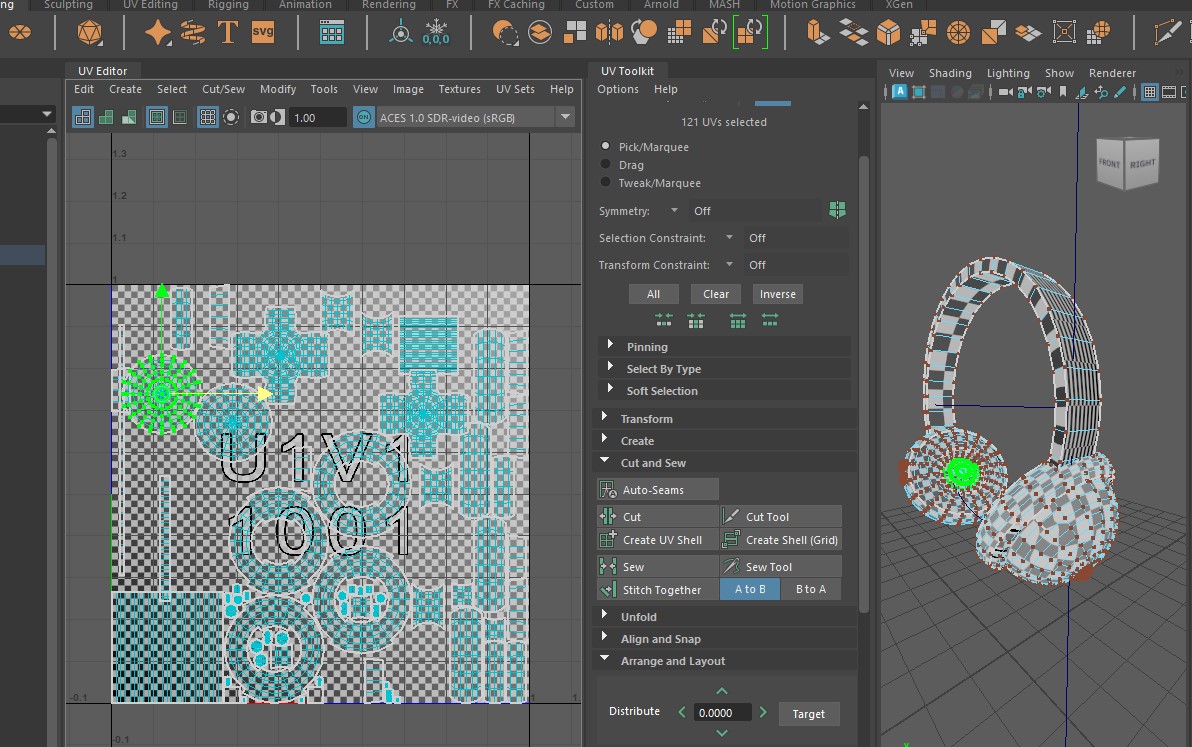 ng Sculpting UV Editing Rigging Animation Rendering FX FX Caching Custom Arnold MASH Motion Graphics XGen
T SVG 0,0,0
UV Editor
Edit Create Select Cut/Sew Modify Tools View Image Textures UV Sets Help
1.00 ON ACES 1.0 SDR-video (sRGB)
1.3
1.2
1.1
1
U1V1
1001
-0.1 1 1.
-0.1
UV Toolkit
Options Help
121 UVs selected
Pick/Marquee
Drag
Tweak/Marquee
Symmetry: Off
Selection Constraint: Off
Transform Constraint: Off
All Clear Inverse
Pinning
Select By Type
Soft Selection
Transform
Create
Cut and Sew
Auto-Seams
Cut Cut Tool
Create UV Shell Create Shell (Grid)
Sew Sew Tool
Stitch Together A to B B to A
Unfold
Align and Snap
Arrange and Layout
Distribute 0.0000 Target
View Shading Lighting Show Renderer
A
FRONT RIGHT
y